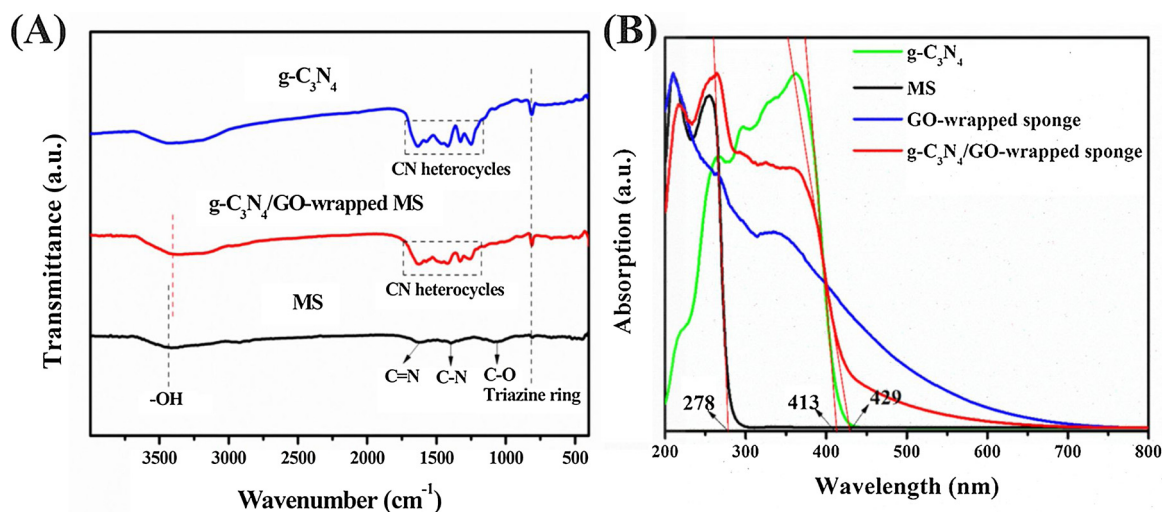 (A)
g-C₃N₄
CN heterocycles
g-C₃N₄/GO-wrapped MS
CN heterocycles
MS
C=N
C-N
C-O
-OH
Triazine ring
Transmittance (a.u.)
3500
3000
2500
2000
1500
1000
500
Wavenumber (cm⁻¹)
(B)
g-C₃N₄
MS
GO-wrapped sponge
g-C₃N₄/GO-wrapped sponge
278
413
429
Absorption (a.u.)
200
300
400
500
600
700
800
Wavelength (nm)